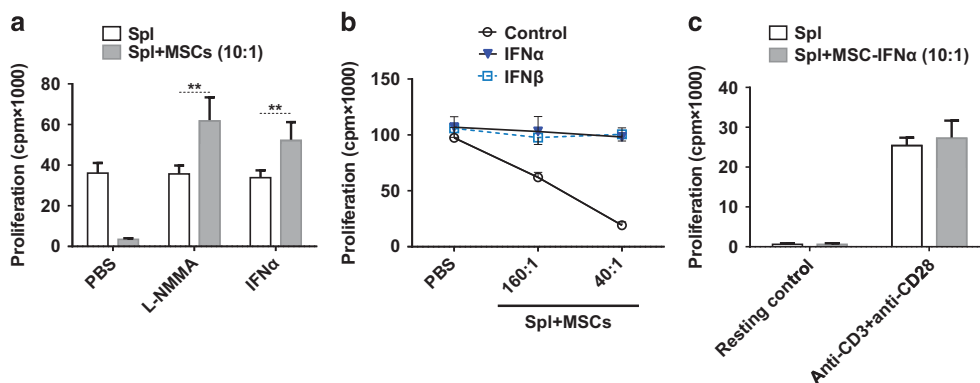 a
Spl
Spl+MSCs (10:1)
Proliferation (cpm×1000)
80
60
40
20
0
**
**
PBS
L-NMMA
IFNα
b
Control
IFNα
IFNβ
Proliferation (cpm×1000)
150
100
50
0
PBS
160:1
40:1
Spl+MSCs
c
Spl
Spl+MSC-IFNα (10:1)
Proliferation (cpm×1000)
40
30
20
10
0
Resting control
Anti-CD3+anti-CD28